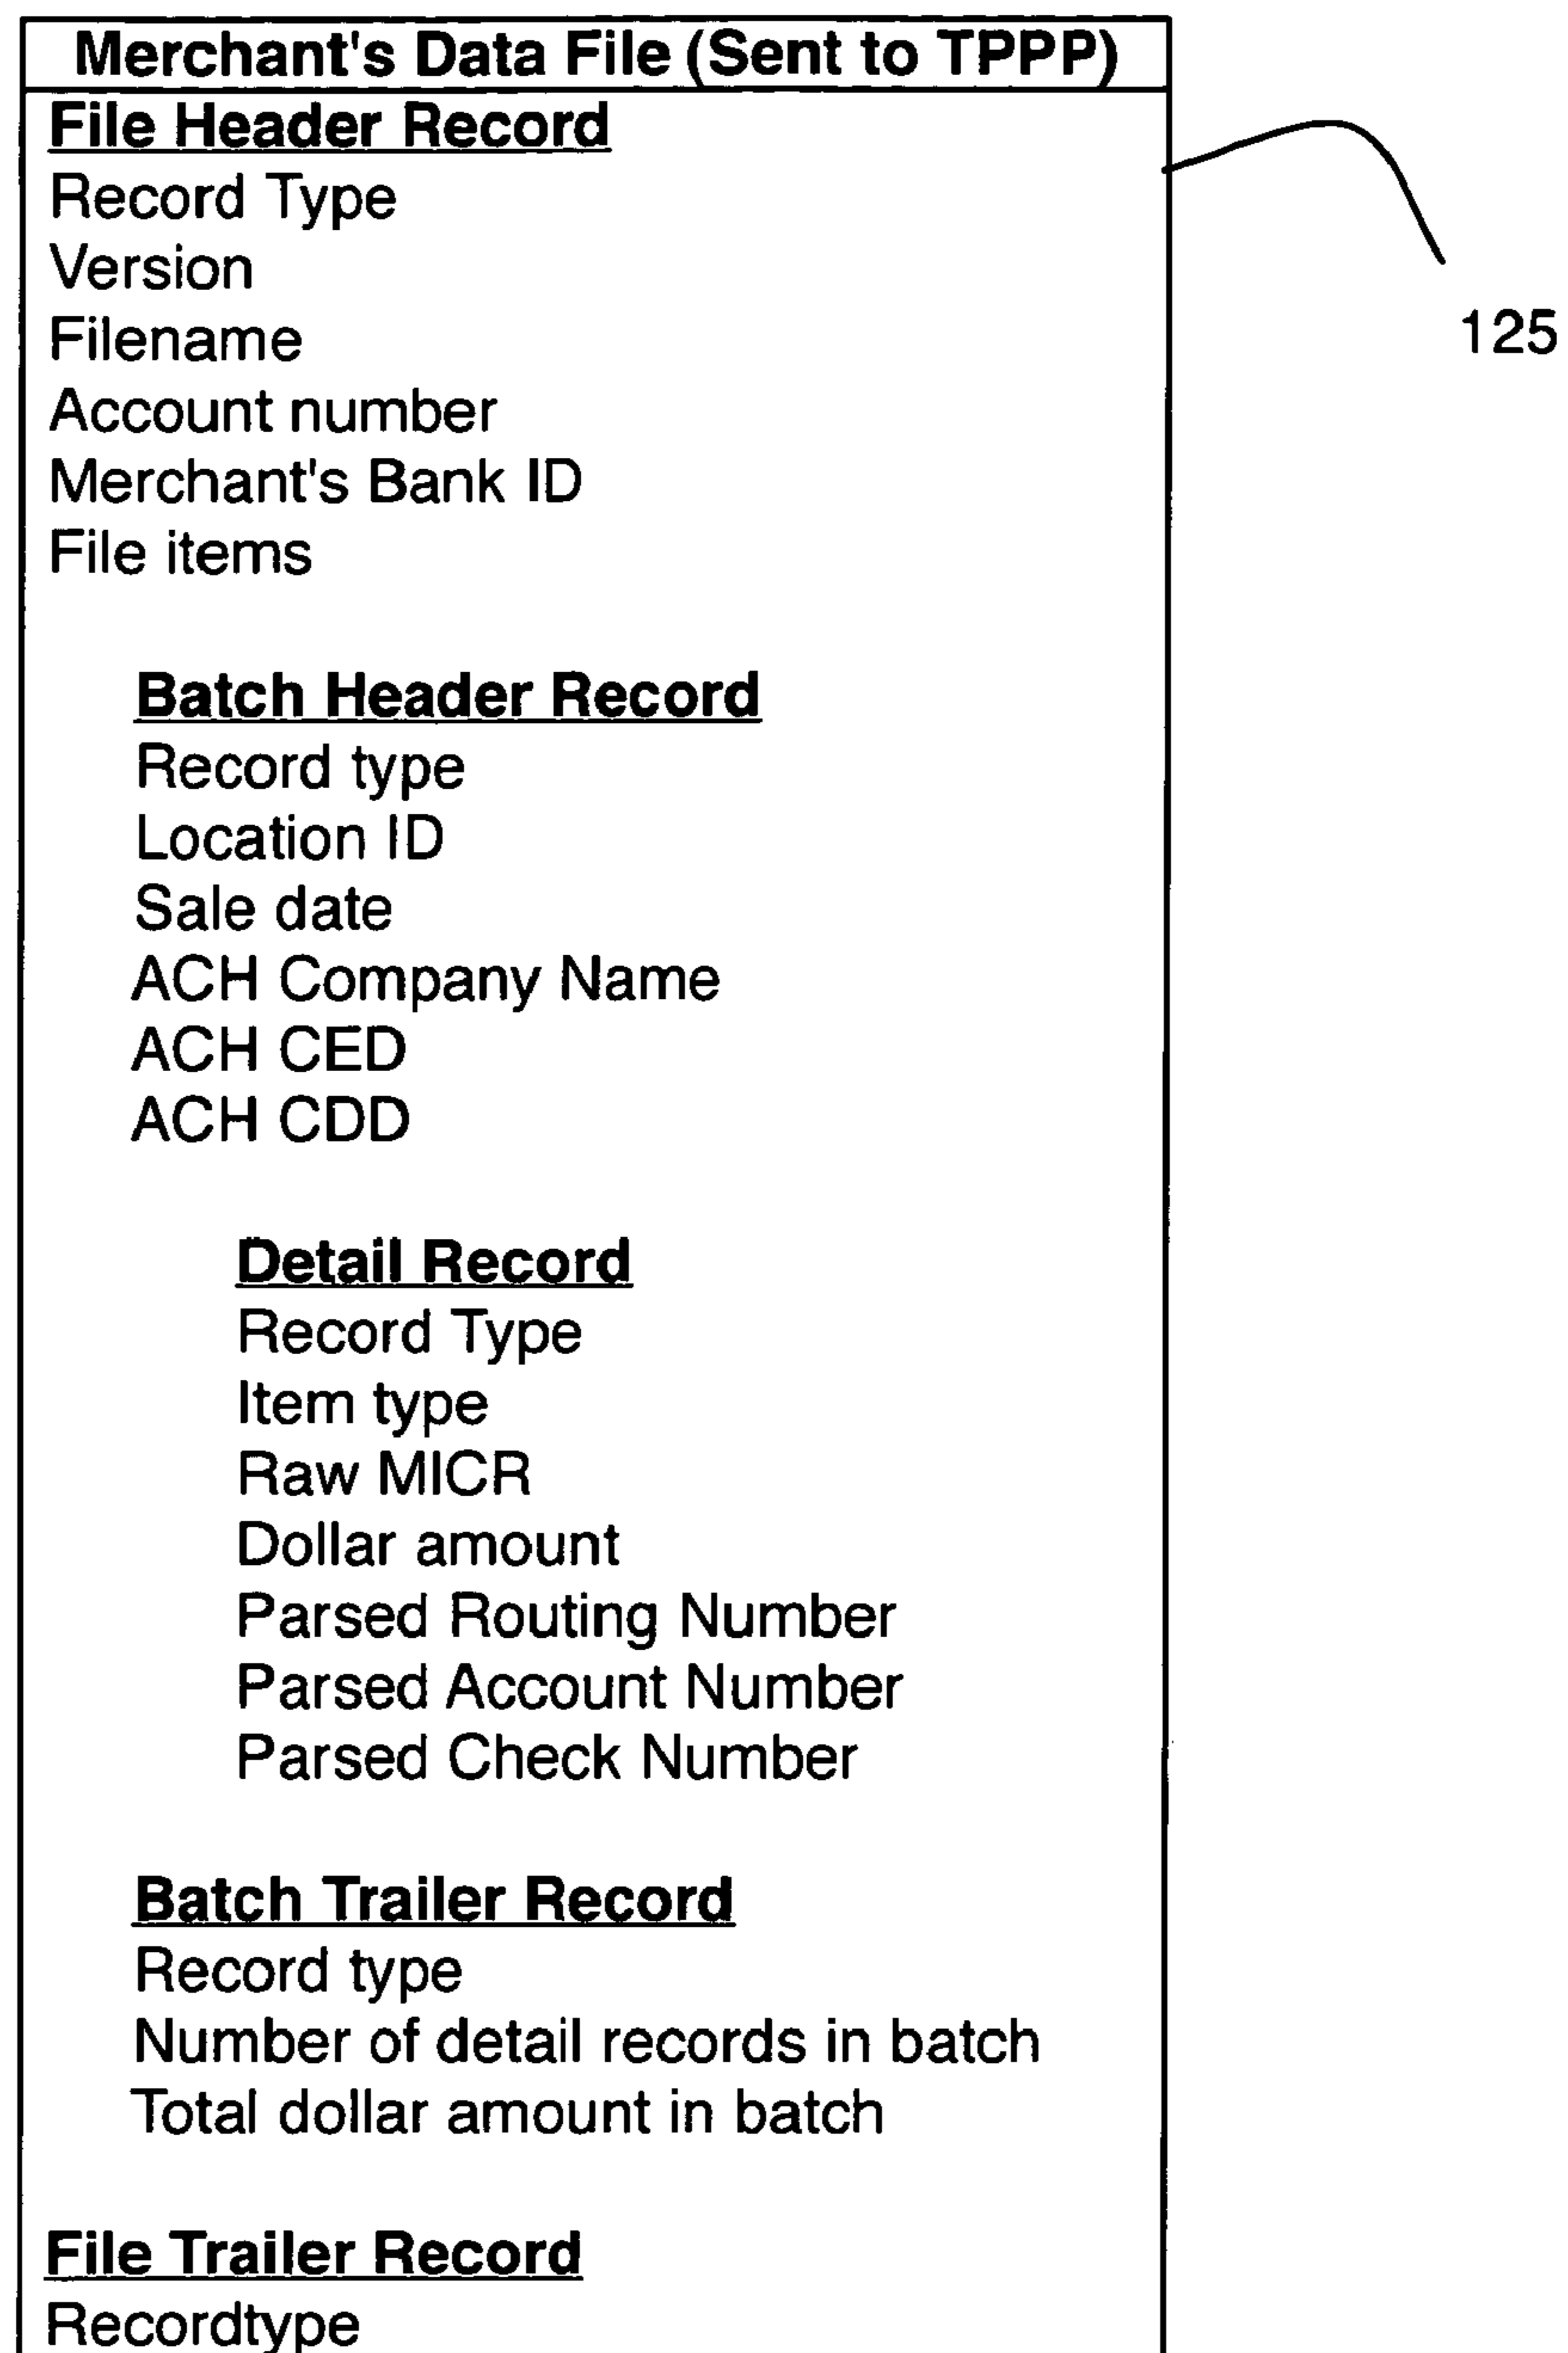 Merchant's Data File (Sent to TPPP)
File Header Record
Record Type
Version
Filename
125
Account number
Merchant's Bank ID
File items
Batch Header Record
Record type
Location ID
Sale date
ACH Company Name
ACH CED
ACH CDD
Detail Record
Record Type
Item type
Raw MICR
Dollar amount
Parsed Routing Number
Parsed Account Number
Parsed Check Number
Batch Trailer Record
Record type
Number of detail records in batch
Total dollar amount in batch
File Trailer Record
Recordtype